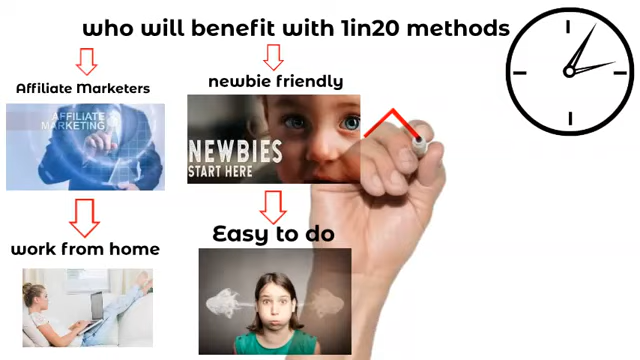 who will benefit with 1in20 methods
Affiliate Marketers
newbie friendly
AFFILIATE
MARKETING
NEWBIES
START HERE
work from home
Easy to do